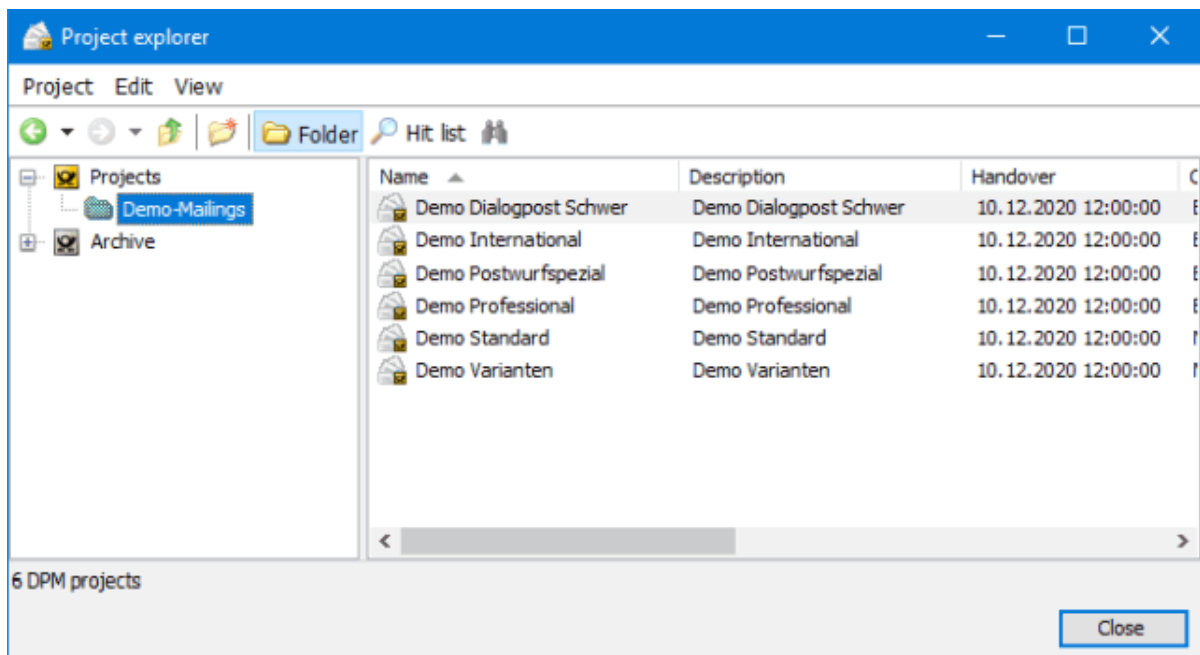 Project explorer
Project Edit View
Folder Hit list
Projects
Demo-Mailings
Archive
Name Description Handover
Demo Dialogpost Schwer Demo Dialogpost Schwer 10.12.2020 12:00:00
Demo International Demo International 10.12.2020 12:00:00
Demo Postwurfspezial Demo Postwurfspezial 10.12.2020 12:00:00
Demo Professional Demo Professional 10.12.2020 12:00:00
Demo Standard Demo Standard 10.12.2020 12:00:00
Demo Varianten Demo Varianten 10.12.2020 12:00:00
6 DPM projects
Close